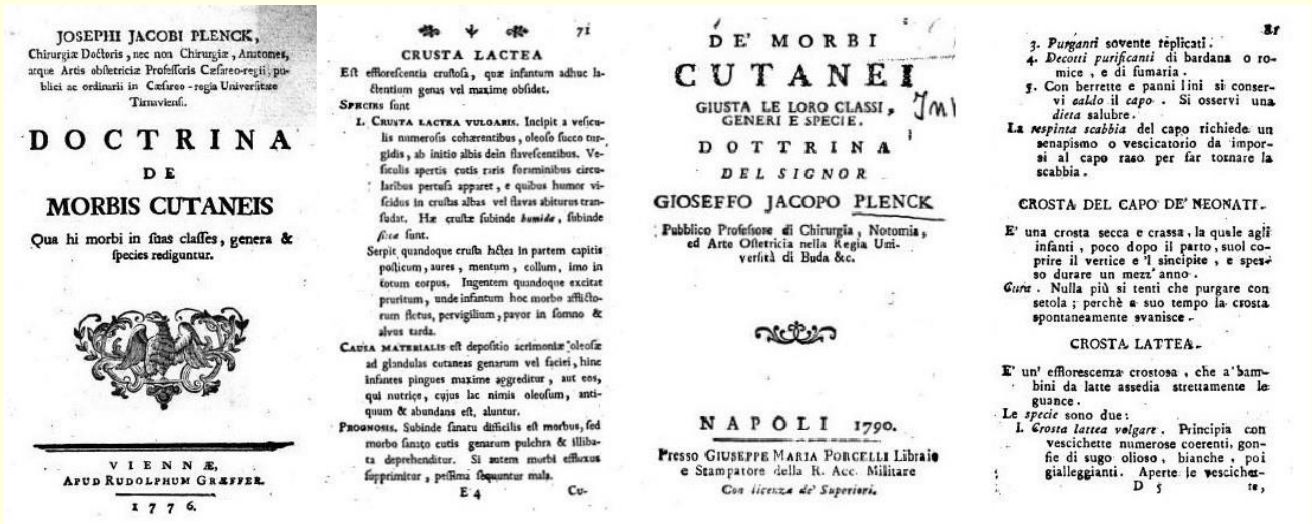 JOSEPHI JACOBI PLENCK,
Chirurgiæ Doctoris, nec non Chirurgiæ, Anatomes,
atque Artis obstetriciæ Professoris Cæsareo-regii, pu-
blici ac ordinarii in Cæsareo-regia Universitate
Tirnaviensi.
DOCTRINA
DE
MORBIS CUTANEIS
Qua hi morbi in suas classes, genera &
species rediguntur.
VIENNÆ,
APUD RUDOLPHUM GRÆFFER.
1776.
71
CRUSTA LACTEA
Est efflorescentia crustosa, quæ infantum adhuc la-
ctentium genas vel maxime obsidet.
SPECIES sunt
I. CRUSTA LACTEA VULGARIS. Incipit a vesicu-
lis numerosis cohærentibus, oleoso succo tur-
gidis, ab initio albis dein flavescentibus. Ve-
siculis apertis cutis raris foraminibus circu-
laribus pertusa apparet, e quibus humor vi-
scidus in crustas albas vel flavas abiturus tran-
sudat. Hæ crustæ subinde humidæ, subinde
siccæ sunt.
Serpit quandoque crusta lactea in partem capitis
posticum, aures, mentum, collum, imo in
totum corpus. Ingentem quandoque excitat
pruritum, unde infantum hoc morbo afflicto-
rum fletus, pervigilium, pavor in somno &
alvus tarda.
CAUSA MATERIALIS est depositio acrimoniæ oleosæ
ad glandulas cutaneas genarum vel faciei, hinc
infantes pingues maxime aggreditur, aut eos,
qui nutrice, cujus lac nimis oleosum, anti-
quum & abundans est, aluntur.
PROGNOSIS. Subinde sanatu difficilis est morbus, sed
morbo sanato cutis genarum pulchra & illiba-
ta deprehenditur. Si autem morbi effluxus
supprimitur, pessima sequuntur mala.
E 4 Cu-
DE' MORBI
CUTANEI
GIUSTA LE LORO CLASSI,
GENERI E SPECIE.
DOTTRINA
DEL SIGNOR
GIOSEFFO JACOPO PLENCK
Pubblico Professore di Chirurgia, Notomia,
ed Arte Ostetricia nella Regia Uni-
versità di Buda &c.
NAPOLI 1790.
Presso GIUSEPPE MARIA PORCELLI Libraio
e Stampatore della R. Acc. Militare
Con licenza de' Superiori.
81
3. Purganti sovente replicati.
4. Decotti purificanti di bardana o ro-
mice, e di fumaria.
5. Con berrette e panni lini si conser-
vi caldo il capo. Si osservi una
dieta salubre.
La respinta scabbia del capo richiede un
senapismo o vescicatorio da impor-
si al capo raso per far tornare la
scabbia.
CROSTA DEL CAPO DE' NEONATI.
E' una crosta secca e crassa, la quale agli
infanti, poco dopo il parto, suol co-
prire il vertice e 'l sincipite, e spes-
so durare un mezz'anno.
Cura. Nulla più si tenti che purgare con
setola; perchè a suo tempo la crosta
spontaneamente svanisce.
CROSTA LATTEA.
E' un' efflorescenza crostosa, che a' bam-
bini da latte assedia strettamente le
guance.
Le specie sono due:
I. Crosta lattea volgare. Principia con
vescichette numerose coerenti, gon-
fie di sugo olioso, bianche, poi
gialleggianti. Aperte le vescichet-
D 5 te,